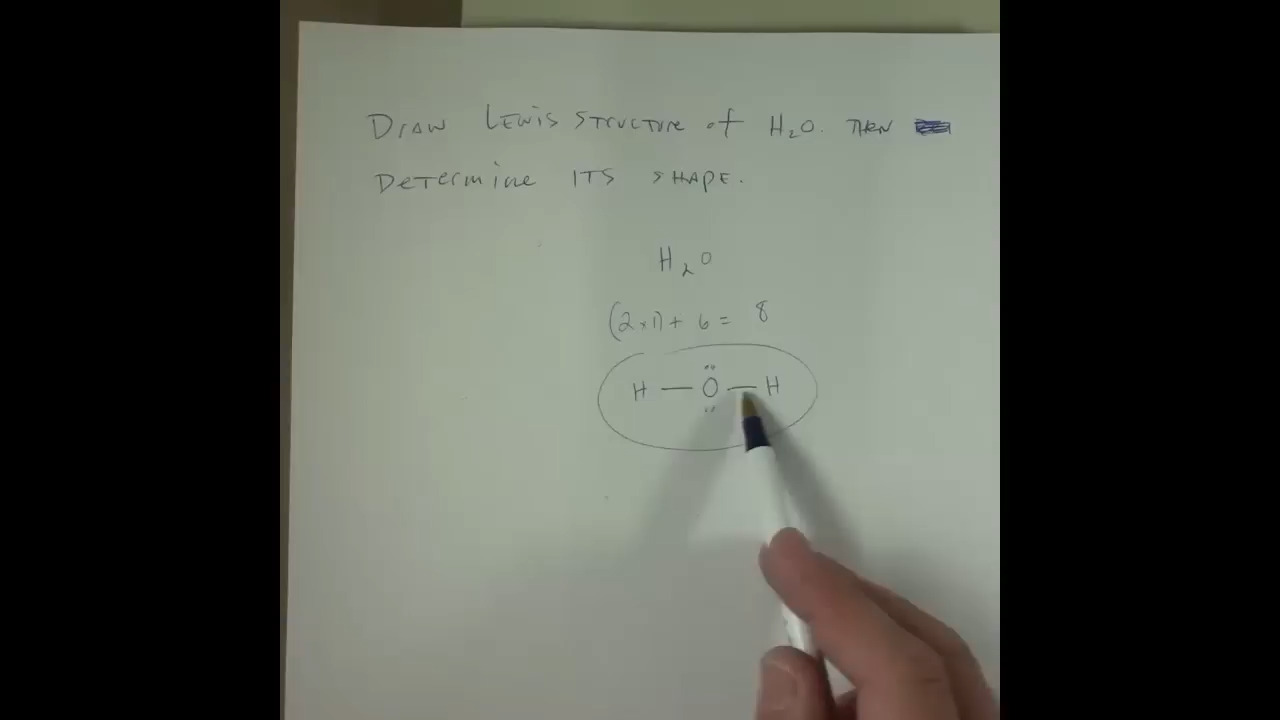 DRAW LEWIS STRUCTURE of H₂O. THEN
DETERMINE ITS SHAPE.
H₂O
(2×1) + 6 = 8
H — O — H